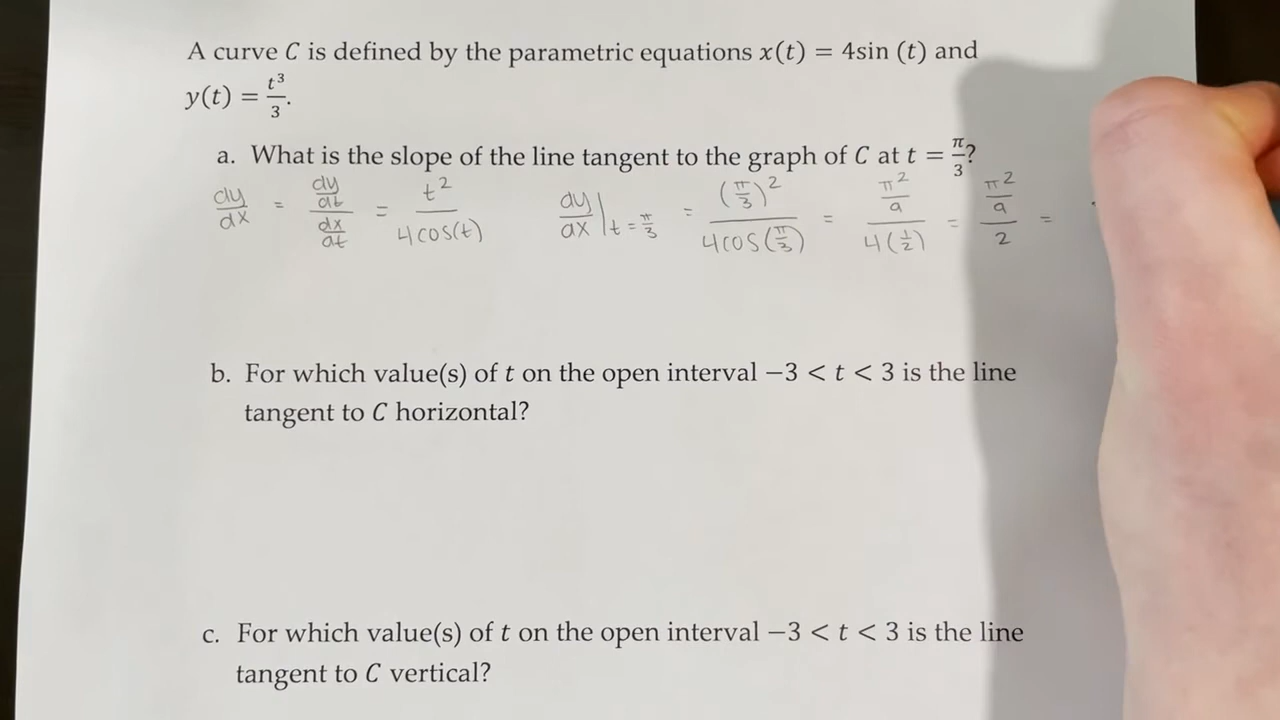 A curve C is defined by the parametric equations x(t) = 4sin (t) and
y(t) = t³/3.
a. What is the slope of the line tangent to the graph of C at t = π/3?
dy/dx = (dy/dt)/(dx/dt) = t²/(4cos(t))   dy/dx|t=π/3 = (π/3)²/(4cos(π/3)) = (π²/9)/(4(1/2)) = (π²/9)/2 =
b. For which value(s) of t on the open interval −3 < t < 3 is the line
tangent to C horizontal?
c. For which value(s) of t on the open interval −3 < t < 3 is the line
tangent to C vertical?